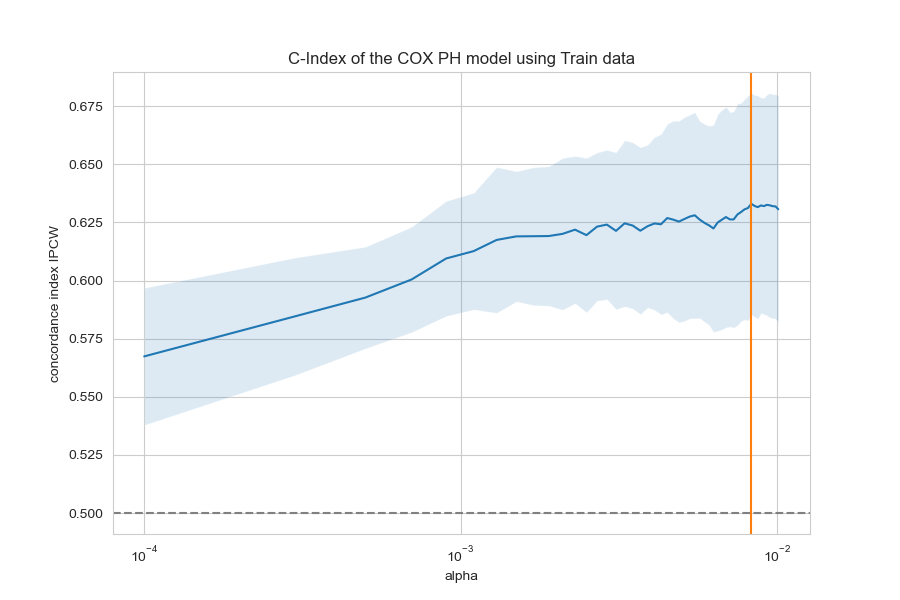 C-Index of the COX PH model using Train data
concordance index IPCW
0.675
0.650
0.625
0.600
0.575
0.550
0.525
0.500
10⁻⁴ 10⁻³ 10⁻²
alpha